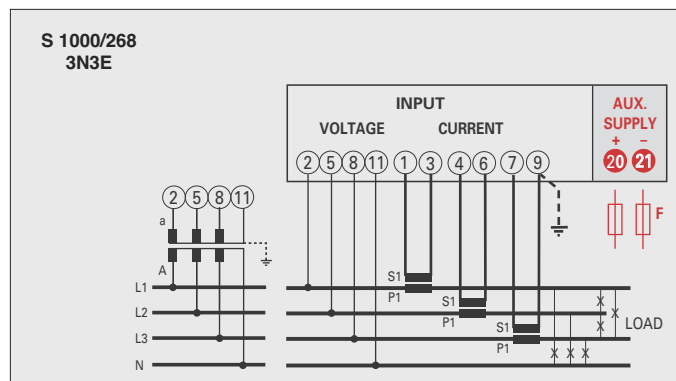 S 1000/268
3N3E
INPUT
VOLTAGE CURRENT
AUX.
SUPPLY
+ −
2 5 8 11 1 3 4 6 7 9 20 21
2 5 8 11
F
a
A
S1
P1
S1
P1
S1
P1
L1
L2
L3
N
LOAD